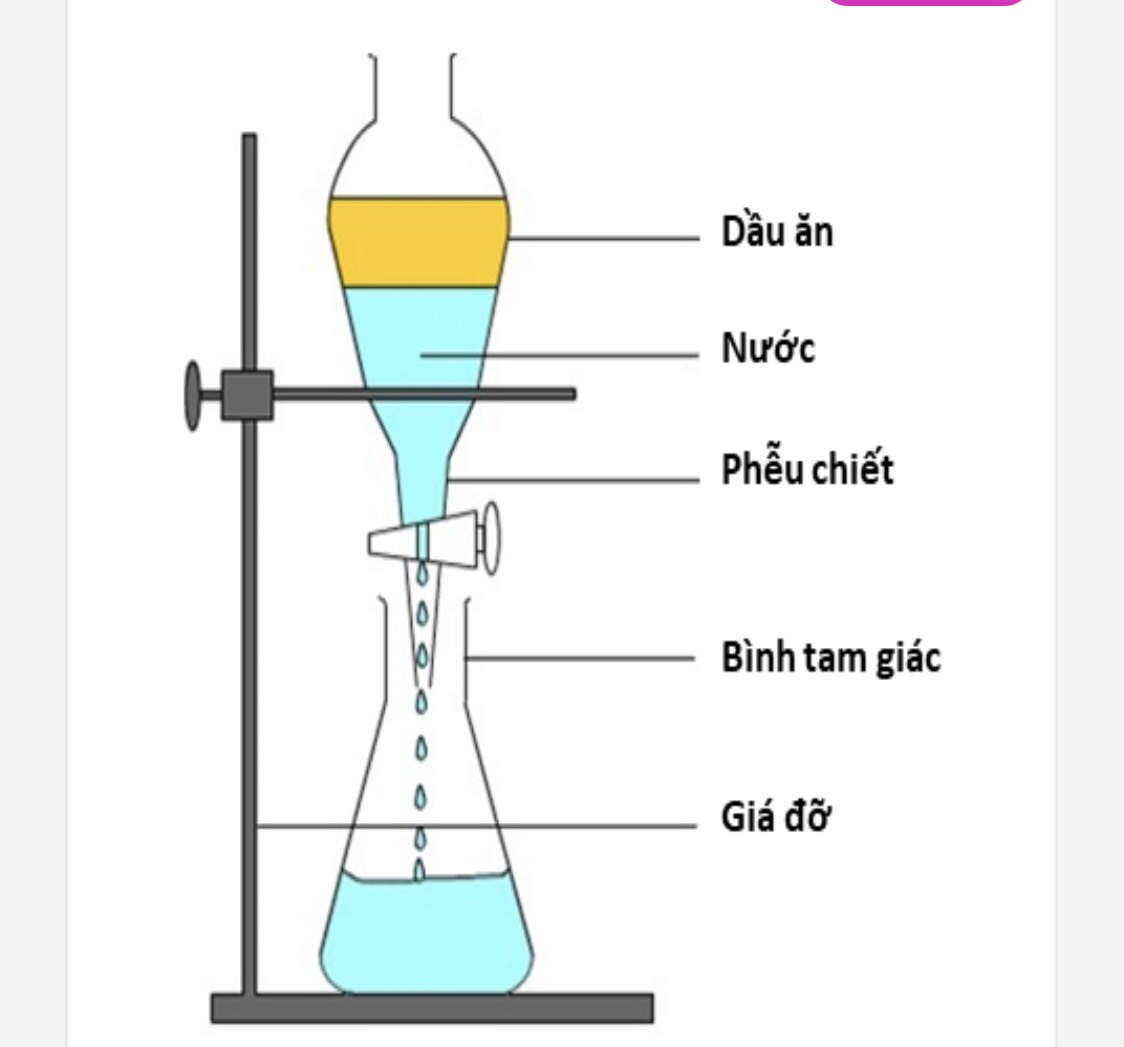 Dầu ăn
Nước
Phễu chiết
Bình tam giác
Giá đỡ